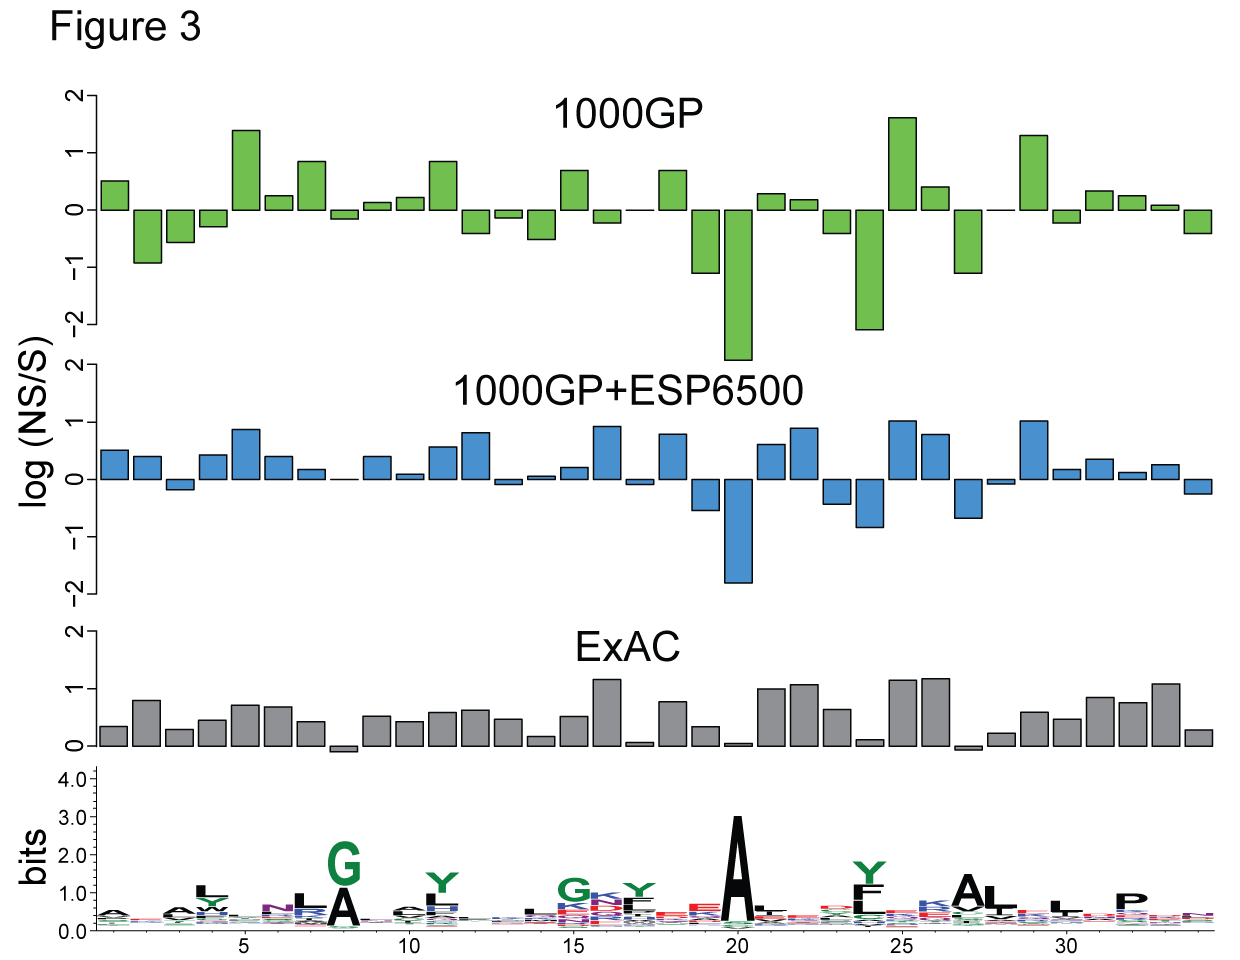 Figure 3
2
1
0
−1
−2
1000GP
log (NS/S)
2
1
0
−1
−2
1000GP+ESP6500
2
1
0
ExAC
bits
4.0
3.0
2.0
1.0
0.0
A A L Y W N L G A A Y L G K N Y F E A L Y F L K A L L P
5 10 15 20 25 30